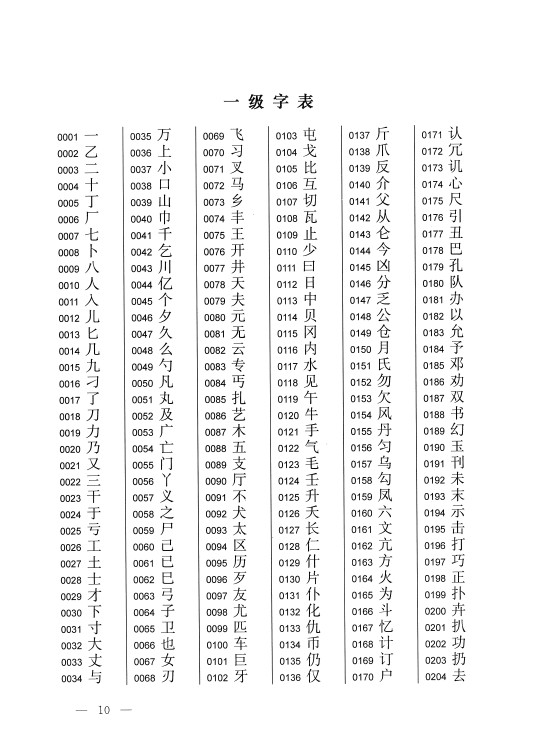 一级字表
0001 一
0002 乙
0003 二
0004 十
0005 丁
0006 厂
0007 七
0008 卜
0009 八
0010 人
0011 入
0012 儿
0013 匕
0014 几
0015 九
0016 刁
0017 了
0018 刀
0019 力
0020 乃
0021 又
0022 三
0023 干
0024 于
0025 亏
0026 工
0027 土
0028 士
0029 才
0030 下
0031 寸
0032 大
0033 丈
0034 与
0035 万
0036 上
0037 小
0038 口
0039 山
0040 巾
0041 千
0042 乞
0043 川
0044 亿
0045 个
0046 夕
0047 久
0048 么
0049 勺
0050 凡
0051 丸
0052 及
0053 广
0054 亡
0055 门
0056 丫
0057 义
0058 之
0059 尸
0060 己
0061 已
0062 巳
0063 弓
0064 子
0065 卫
0066 也
0067 女
0068 刃
0069 飞
0070 习
0071 叉
0072 马
0073 乡
0074 丰
0075 王
0076 开
0077 井
0078 天
0079 夫
0080 元
0081 无
0082 云
0083 专
0084 丐
0085 扎
0086 艺
0087 木
0088 五
0089 支
0090 厅
0091 不
0092 犬
0093 太
0094 区
0095 历
0096 歹
0097 友
0098 尤
0099 匹
0100 车
0101 巨
0102 牙
0103 屯
0104 戈
0105 比
0106 互
0107 切
0108 瓦
0109 止
0110 少
0111 曰
0112 日
0113 中
0114 贝
0115 冈
0116 内
0117 水
0118 见
0119 午
0120 牛
0121 手
0122 气
0123 毛
0124 壬
0125 升
0126 夭
0127 长
0128 仁
0129 什
0130 片
0131 仆
0132 化
0133 仇
0134 币
0135 仍
0136 仅
0137 斤
0138 爪
0139 反
0140 介
0141 父
0142 从
0143 仑
0144 今
0145 凶
0146 分
0147 乏
0148 公
0149 仓
0150 月
0151 氏
0152 勿
0153 欠
0154 风
0155 丹
0156 匀
0157 乌
0158 勾
0159 凤
0160 六
0161 文
0162 亢
0163 方
0164 火
0165 为
0166 斗
0167 忆
0168 计
0169 订
0170 户
0171 认
0172 冗
0173 讥
0174 心
0175 尺
0176 引
0177 丑
0178 巴
0179 孔
0180 队
0181 办
0182 以
0183 允
0184 予
0185 邓
0186 劝
0187 双
0188 书
0189 幻
0190 玉
0191 刊
0192 未
0193 末
0194 示
0195 击
0196 打
0197 巧
0198 正
0199 扑
0200 卉
0201 扒
0202 功
0203 扔
0204 去
— 10 —